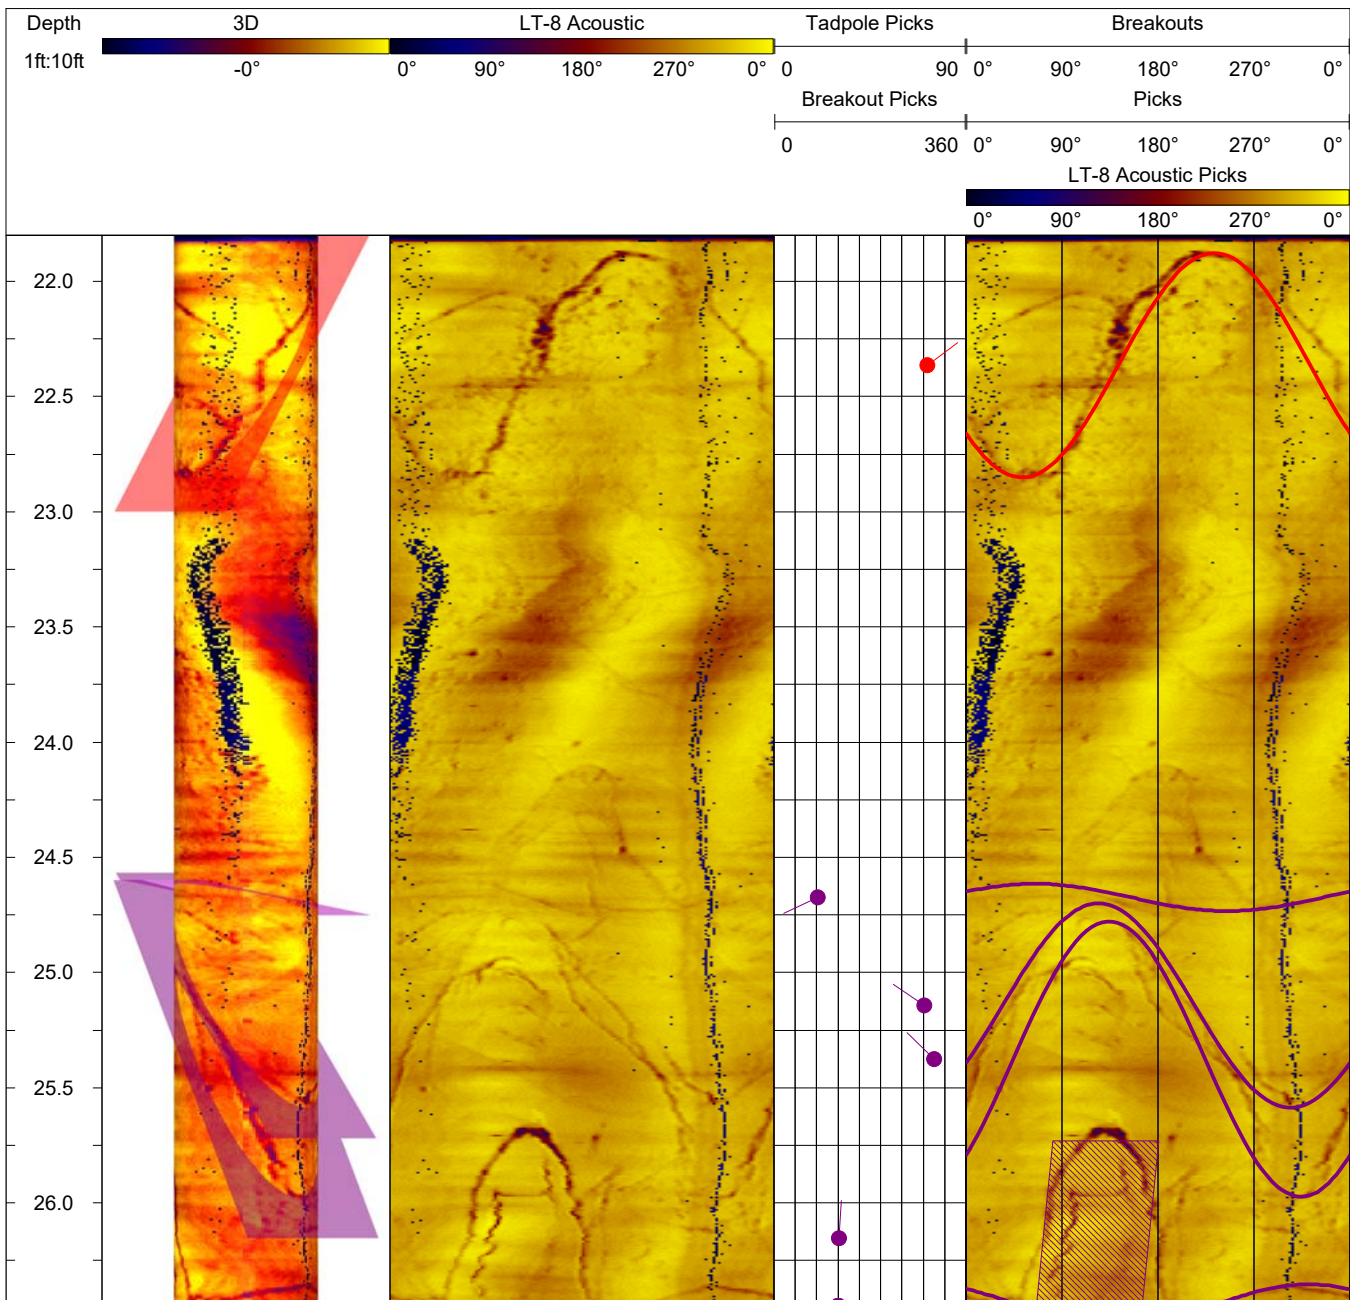 Depth 3D LT-8 Acoustic Tadpole Picks Breakouts
1ft:10ft -0° 0° 90° 180° 270° 0° 0 90 0° 90° 180° 270° 0°
Breakout Picks Picks
0 360 0° 90° 180° 270° 0°
LT-8 Acoustic Picks
0° 90° 180° 270° 0°
22.0
22.5
23.0
23.5
24.0
24.5
25.0
25.5
26.0